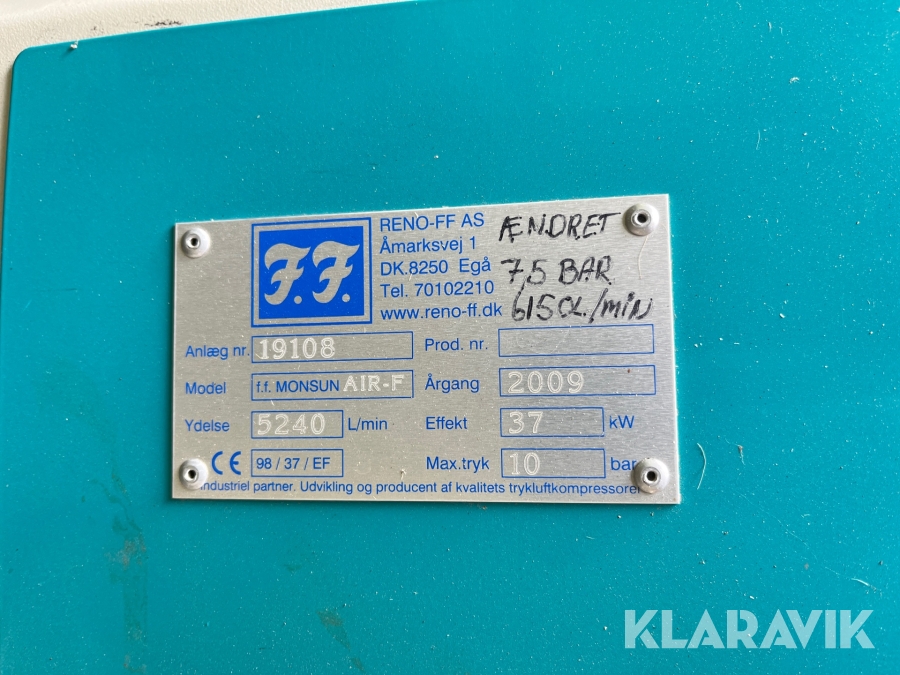 F.F.
RENO-FF AS
Åmarksvej 1
DK.8250 Egå
Tel. 70102210
www.reno-ff.dk
ÆNDRET
7,5 BAR
6150L./min
Anlæg nr. 19108
Prod. nr.
Model f.f. MONSUN AIR-F
Årgang 2009
Ydelse 5240 L/min
Effekt 37 kW
CE 98 / 37 / EF
Max.tryk 10 bar
Industriel partner. Udvikling og producent af kvalitets trykluftkompressorer
KLARAVIK